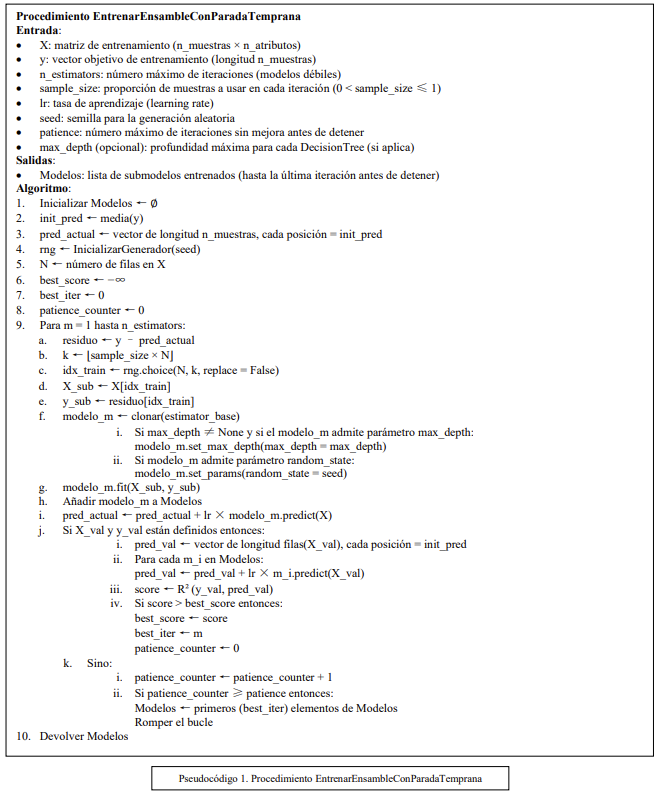 Procedimiento EntrenarEnsambleConParadaTemprana
Entrada:
• X: matriz de entrenamiento (n_muestras × n_atributos)
• y: vector objetivo de entrenamiento (longitud n_muestras)
• n_estimators: número máximo de iteraciones (modelos débiles)
• sample_size: proporción de muestras a usar en cada iteración (0 < sample_size ≤ 1)
• lr: tasa de aprendizaje (learning rate)
• seed: semilla para la generación aleatoria
• patience: número máximo de iteraciones sin mejora antes de detener
• max_depth (opcional): profundidad máxima para cada DecisionTree (si aplica)
Salidas:
• Modelos: lista de submodelos entrenados (hasta la última iteración antes de detener)
Algoritmo:
1. Inicializar Modelos ← ∅
2. init_pred ← media(y)
3. pred_actual ← vector de longitud n_muestras, cada posición = init_pred
4. rng ← InicializarGenerador(seed)
5. N ← número de filas en X
6. best_score ← −∞
7. best_iter ← 0
8. patience_counter ← 0
9. Para m = 1 hasta n_estimators:
a. residuo ← y − pred_actual
b. k ← ⌊sample_size × N⌋
c. idx_train ← rng.choice(N, k, replace = False)
d. X_sub ← X[idx_train]
e. y_sub ← residuo[idx_train]
f. modelo_m ← clonar(estimator_base)
i. Si max_depth ≠ None y si el modelo_m admite parámetro max_depth:
modelo_m.set_max_depth(max_depth = max_depth)
ii. Si modelo_m admite parámetro random_state:
modelo_m.set_params(random_state = seed)
g. modelo_m.fit(X_sub, y_sub)
h. Añadir modelo_m a Modelos
i. pred_actual ← pred_actual + lr × modelo_m.predict(X)
j. Si X_val y y_val están definidos entonces:
i. pred_val ← vector de longitud filas(X_val), cada posición = init_pred
ii. Para cada m_i en Modelos:
pred_val ← pred_val + lr × m_i.predict(X_val)
iii. score ← R² (y_val, pred_val)
iv. Si score > best_score entonces:
best_score ← score
best_iter ← m
patience_counter ← 0
k. Sino:
i. patience_counter ← patience_counter + 1
ii. Si patience_counter ≥ patience entonces:
Modelos ← primeros (best_iter) elementos de Modelos
Romper el bucle
10. Devolver Modelos
Pseudocódigo 1. Procedimiento EntrenarEnsambleConParadaTemprana